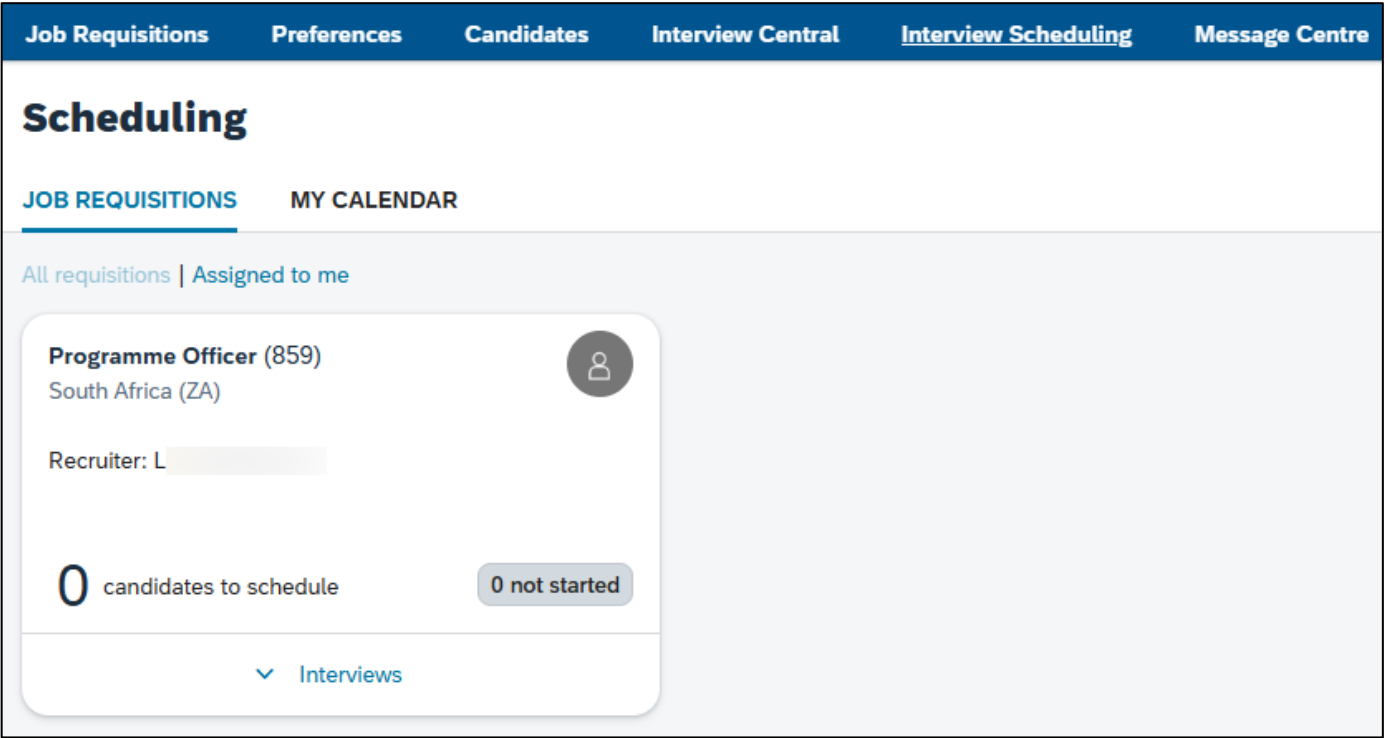 Job Requisitions Preferences Candidates Interview Central Interview Scheduling Message Centre
Scheduling
JOB REQUISITIONS MY CALENDAR
All requisitions | Assigned to me
Programme Officer (859)
South Africa (ZA)
Recruiter: L
0 candidates to schedule 0 not started
Interviews